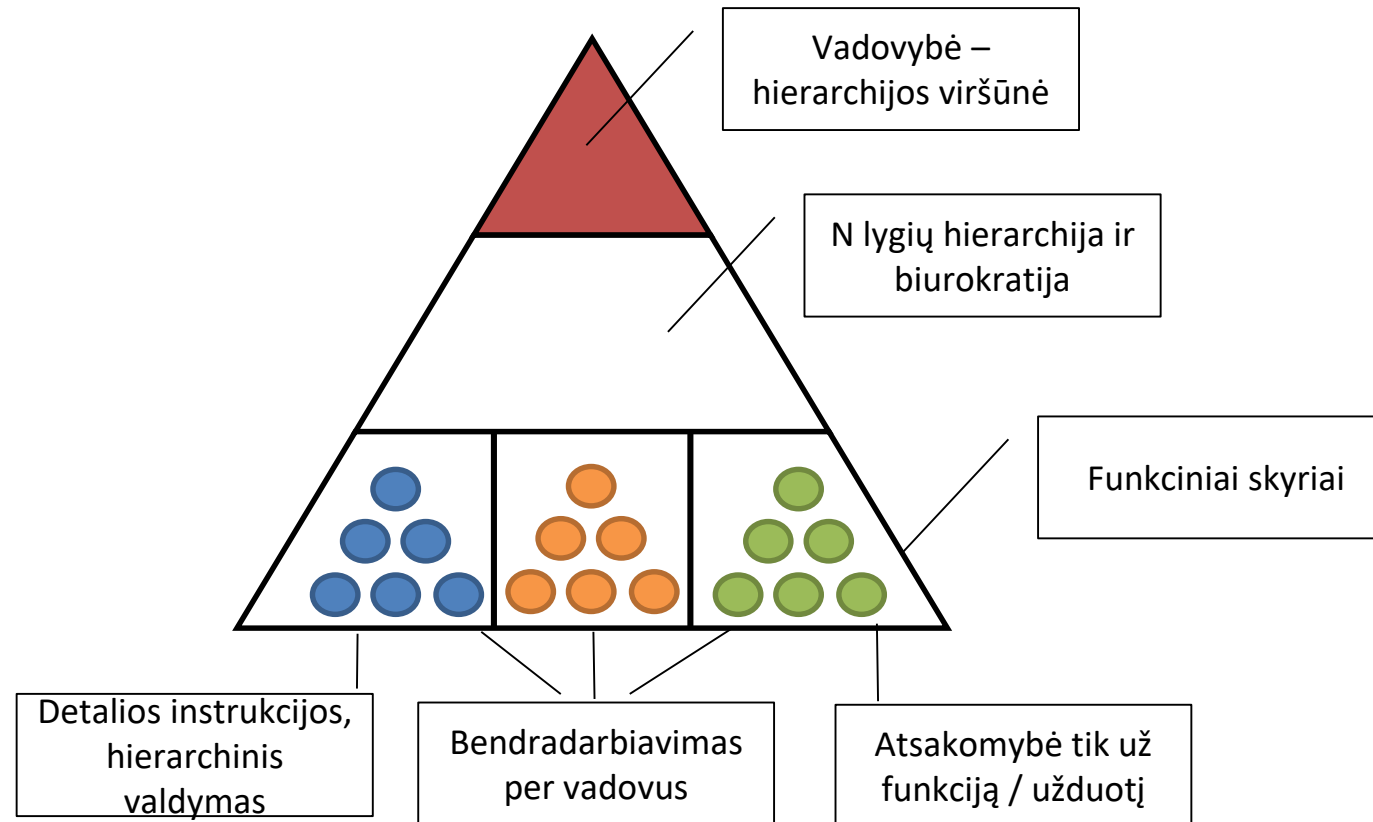 Vadovybė –
hierarchijos viršūnė
N lygių hierarchija ir
biurokratija
Funkciniai skyriai
Detalios instrukcijos,
hierarchinis
valdymas
Bendradarbiavimas
per vadovus
Atsakomybė tik už
funkciją / užduotį